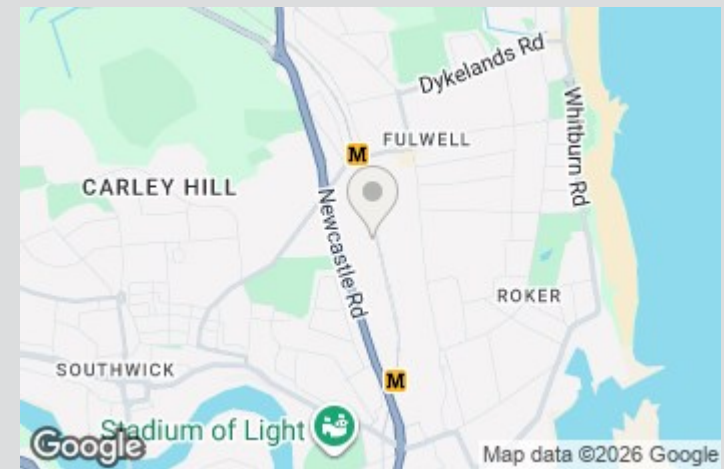 Dykelands Rd
Whitburn Rd
FULWELL
M
CARLEY HILL
Newcastle Rd
ROKER
SOUTHWICK
M
Stadium of Light
Google
Map data ©2026 Google